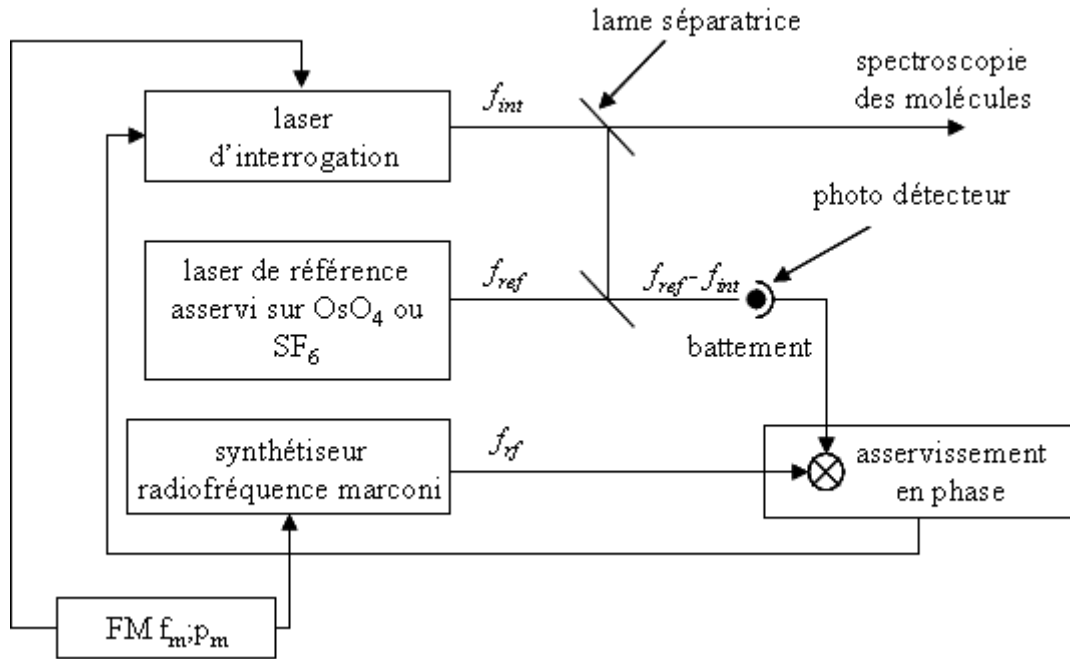 lame séparatrice
spectroscopie
des molécules
laser
d'interrogation
f_int
photo détecteur
laser de référence
asservi sur OsO₄ ou
SF₆
f_ref
f_ref - f_int
battement
synthétiseur
radiofréquence marconi
f_rf
asservissement
en phase
FM f_m;p_m